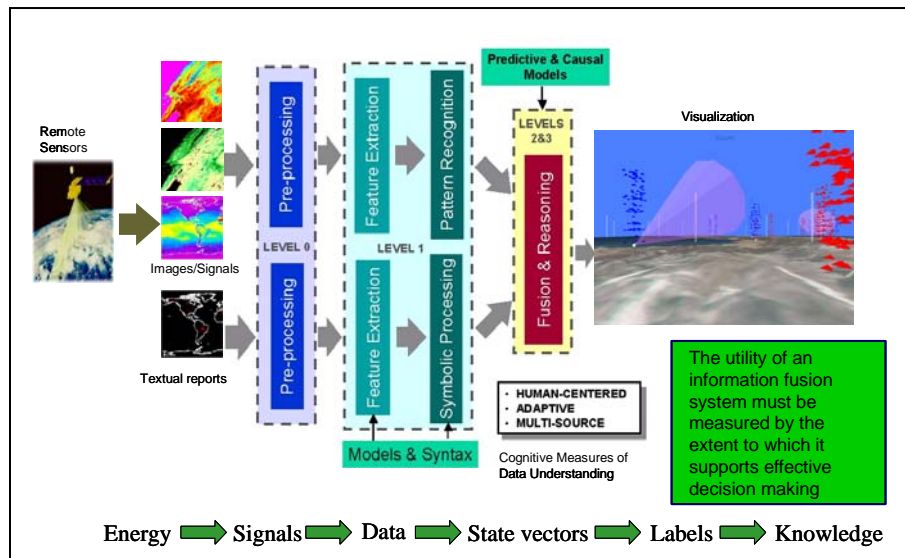 Remote
Sensors
Images/Signals
Textual reports
Pre-processing
LEVEL 0
Pre-processing
Feature Extraction
Pattern Recognition
LEVEL 1
Feature Extraction
Symbolic Processing
Models & Syntax
Predictive & Causal
Models
LEVELS
2&3
Fusion & Reasoning
Visualization
· HUMAN-CENTERED
· ADAPTIVE
· MULTI-SOURCE
Cognitive Measures of
Data Understanding
The utility of an
information fusion
system must be
measured by the
extent to which it
supports effective
decision making
Energy Signals Data State vectors Labels Knowledge